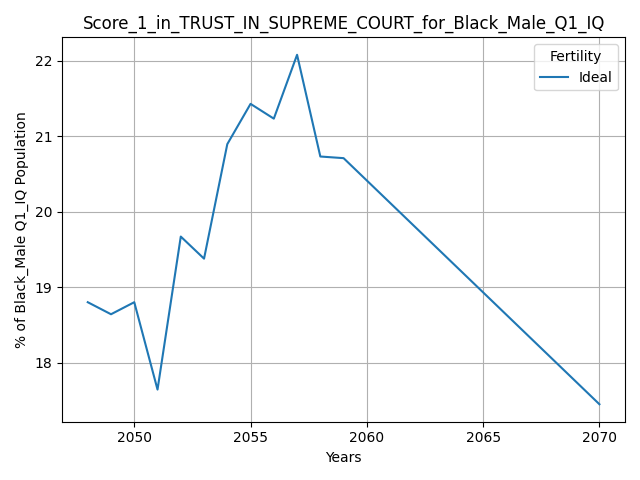 Score_1_in_TRUST_IN_SUPREME_COURT_for_Black_Male_Q1_IQ
Fertility
Ideal
% of Black_Male Q1_IQ Population
22
21
20
19
18
2050
2055
2060
2065
2070
Years